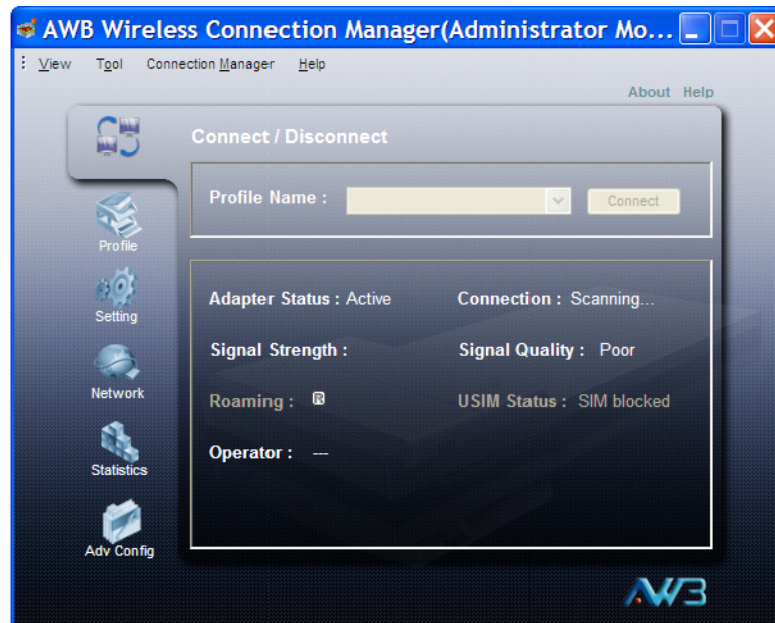 AWB Wireless Connection Manager(Administrator Mo...
View Tool Connection Manager Help
About Help
Connect / Disconnect
Profile Name : Connect
Profile
Adapter Status : Active Connection : Scanning...
Setting
Signal Strength : Signal Quality : Poor
Network
Roaming : R USIM Status : SIM blocked
Operator : ---
Statistics
Adv Config
AWB